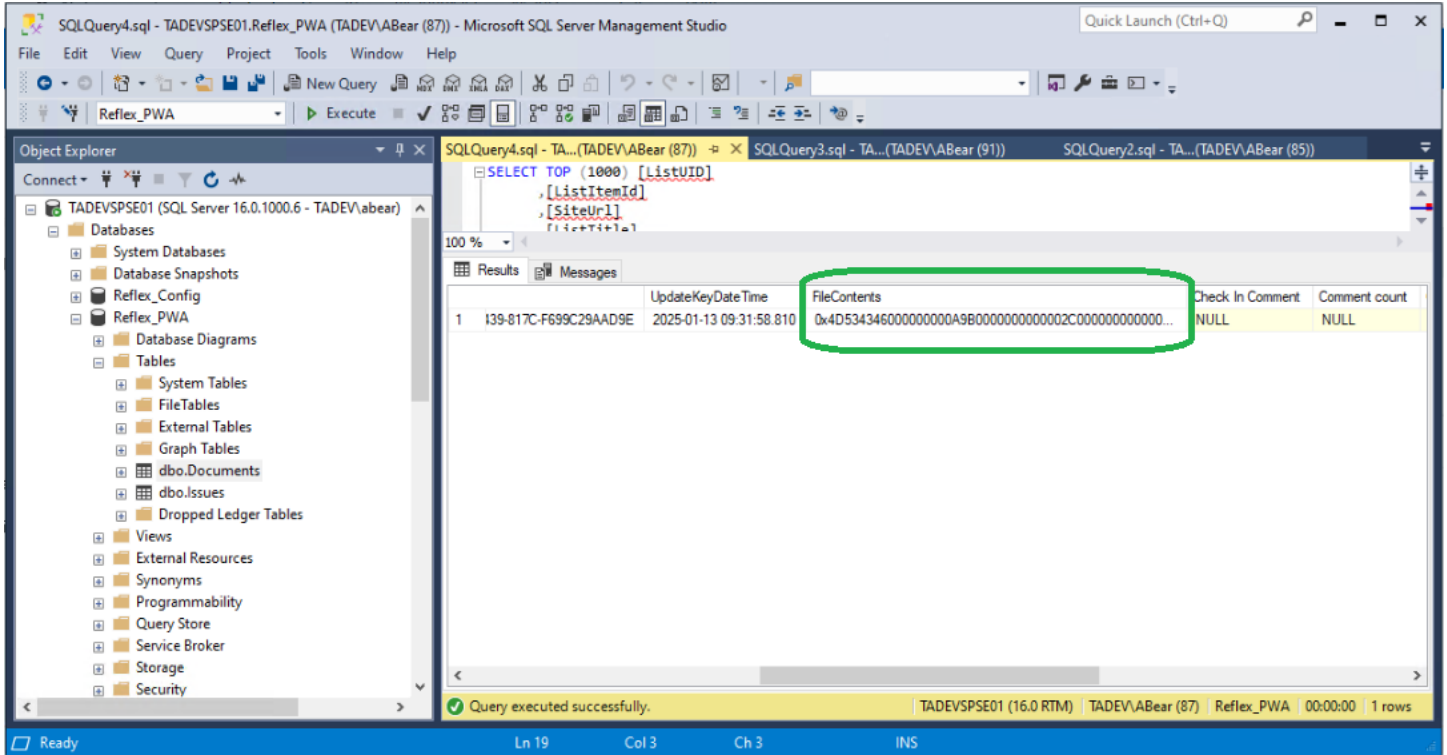 SQLQuery4.sql - TADEVSPSE01.Reflex_PWA (TADEV\ABear (87)) - Microsoft SQL Server Management Studio
Quick Launch (Ctrl+Q)
File Edit View Query Project Tools Window Help
New Query
Reflex_PWA
Execute
Object Explorer
Connect
TADEVSPSE01 (SQL Server 16.0.1000.6 - TADEV\abear)
Databases
System Databases
Database Snapshots
Reflex_Config
Reflex_PWA
Database Diagrams
Tables
System Tables
FileTables
External Tables
Graph Tables
dbo.Documents
dbo.Issues
Dropped Ledger Tables
Views
External Resources
Synonyms
Programmability
Query Store
Service Broker
Storage
Security
SQLQuery4.sql - TA...(TADEV\ABear (87)) SQLQuery3.sql - TA...(TADEV\ABear (91)) SQLQuery2.sql - TA...(TADEV\ABear (85))
SELECT TOP (1000) [ListUID]
,[ListItemId]
,[SiteUrl]
[ListTitle]
100 %
Results Messages
UpdateKeyDateTime FileContents Check In Comment Comment count
1 439-817C-F699C29AAD9E 2025-01-13 09:31:58.810 0x4D534346000000000A9B0000000000002C000000000000... NULL NULL
Query executed successfully. TADEVSPSE01 (16.0 RTM) TADEV\ABear (87) Reflex_PWA 00:00:00 1 rows
Ready Ln 19 Col 3 Ch 3 INS